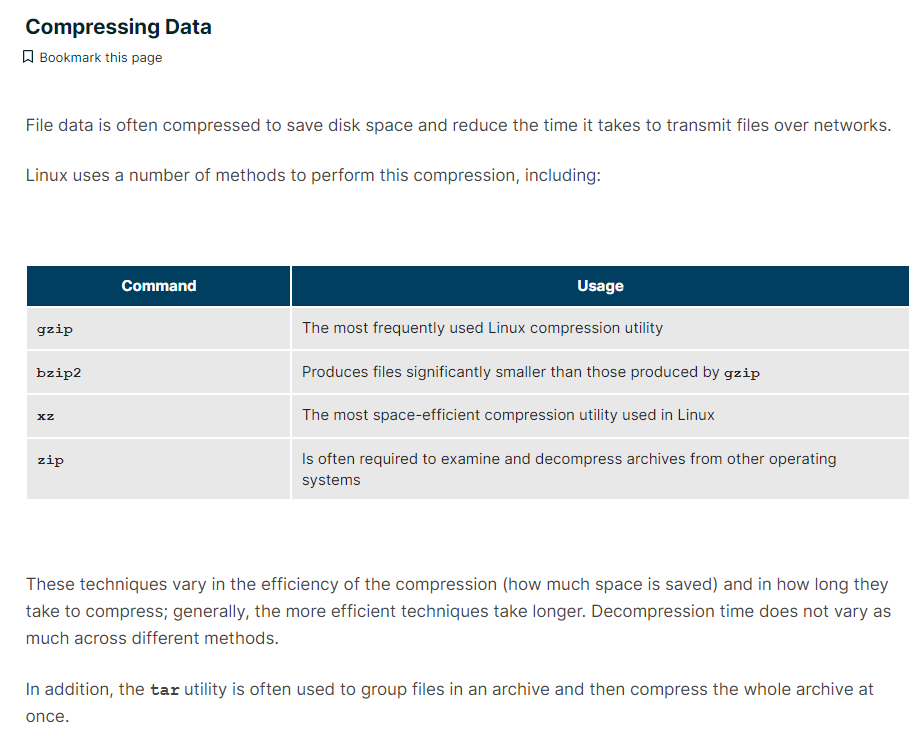 Compressing Data
Bookmark this page
File data is often compressed to save disk space and reduce the time it takes to transmit files over networks.
Linux uses a number of methods to perform this compression, including:
Command Usage
gzip The most frequently used Linux compression utility
bzip2 Produces files significantly smaller than those produced by gzip
xz The most space-efficient compression utility used in Linux
zip Is often required to examine and decompress archives from other operating
systems
These techniques vary in the efficiency of the compression (how much space is saved) and in how long they
take to compress; generally, the more efficient techniques take longer. Decompression time does not vary as
much across different methods.
In addition, the tar utility is often used to group files in an archive and then compress the whole archive at
once.